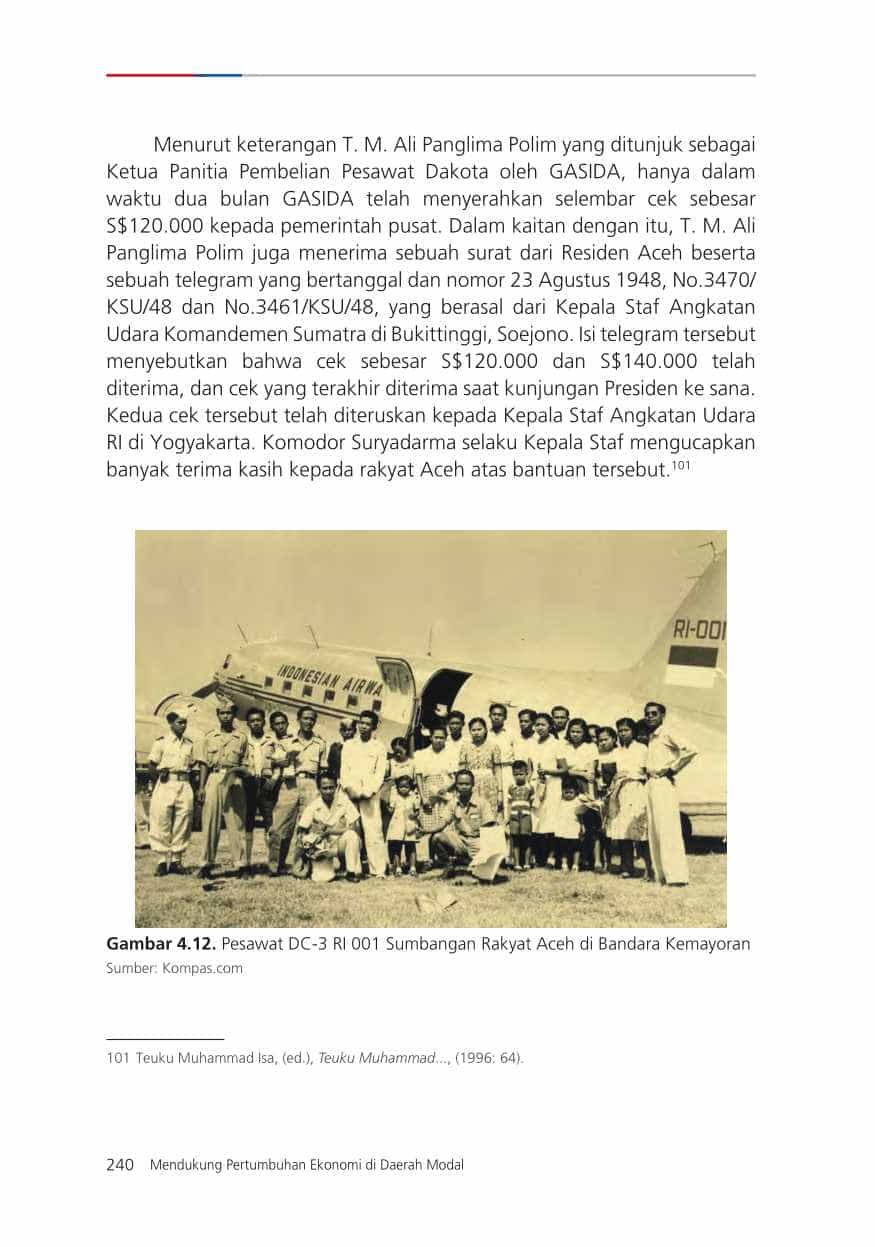 Menurut keterangan T. M. Ali Panglima Polim yang ditunjuk sebagai
Ketua Panitia Pembelian Pesawat Dakota oleh GASIDA, hanya dalam
waktu dua bulan GASIDA telah menyerahkan selembar cek sebesar
S$120.000 kepada pemerintah pusat. Dalam kaitan dengan itu, T. M. Ali
Panglima Polim juga menerima sebuah surat dari Residen Aceh beserta
sebuah telegram yang bertanggal dan nomor 23 Agustus 1948, No.3470/
KSU/48 dan No.3461/KSU/48, yang berasal dari Kepala Staf Angkatan
Udara Komandemen Sumatra di Bukittinggi, Soejono. Isi telegram tersebut
menyebutkan bahwa cek sebesar S$120.000 dan S$140.000 telah
diterima, dan cek yang terakhir diterima saat kunjungan Presiden ke sana.
Kedua cek tersebut telah diteruskan kepada Kepala Staf Angkatan Udara
RI di Yogyakarta. Komodor Suryadarma selaku Kepala Staf mengucapkan
banyak terima kasih kepada rakyat Aceh atas bantuan tersebut.101
RI-001
INDONESIAN AIRWA
Gambar 4.12. Pesawat DC-3 RI 001 Sumbangan Rakyat Aceh di Bandara Kemayoran
Sumber: Kompas.com
101 Teuku Muhammad Isa, (ed.), Teuku Muhammad..., (1996: 64).
240 Mendukung Pertumbuhan Ekonomi di Daerah Modal